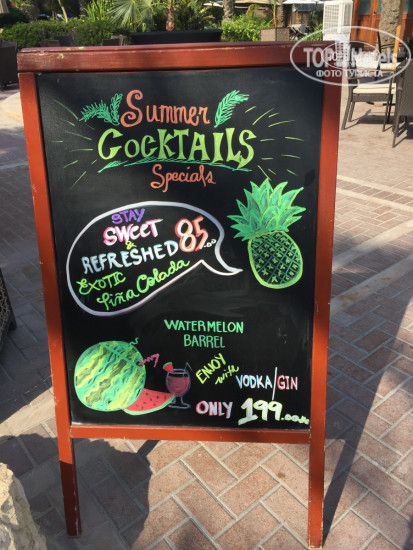 Summer
COCKTAILS
Specials
STAY
SWEET
&
REFRESHED 85.00
EXOTIC
Piña Colada
WATERMELON
BARREL
ENJOY
with
VODKA/GIN
ONLY 199.00
ФОТО ТУРИСТА